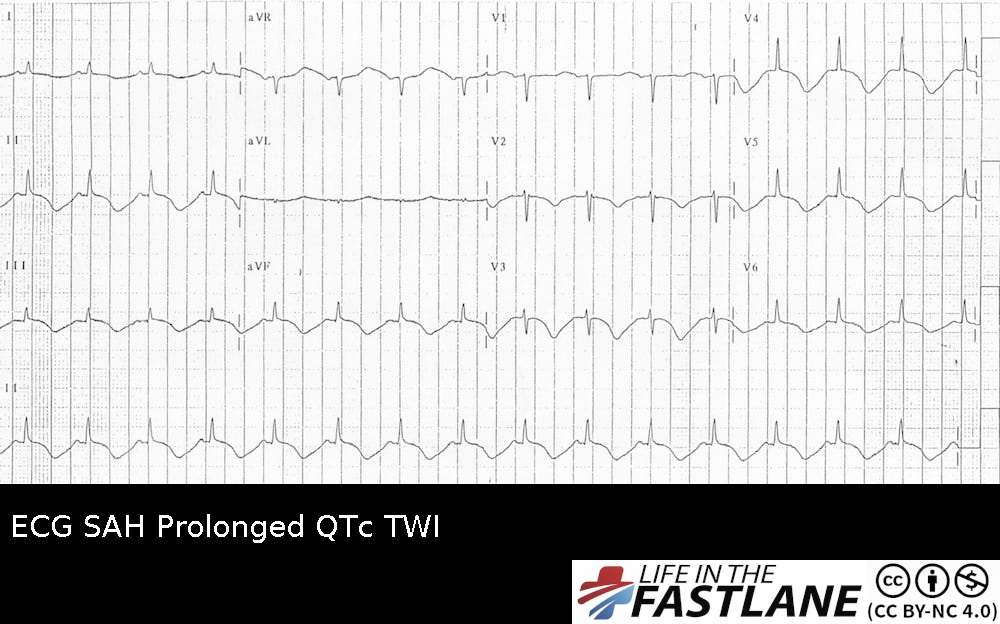 I aVR V1 V4
II aVL V2 V5
III aVF V3 V6
II
ECG SAH Prolonged QTc TWI
LIFE IN THE
FASTLANE
cc $
(CC BY-NC 4.0)